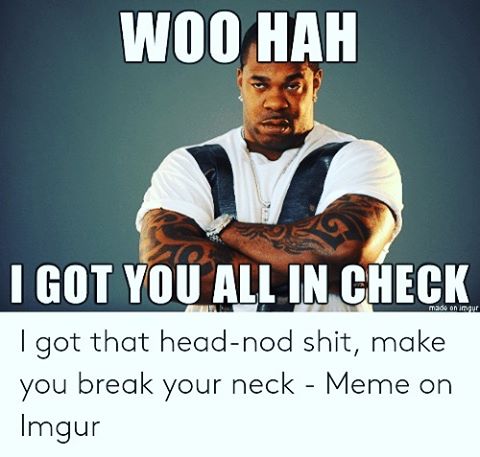 WOO HAH
I GOT YOU ALL IN CHECK
made on imgur
I got that head-nod shit, make
you break your neck - Meme on
Imgur